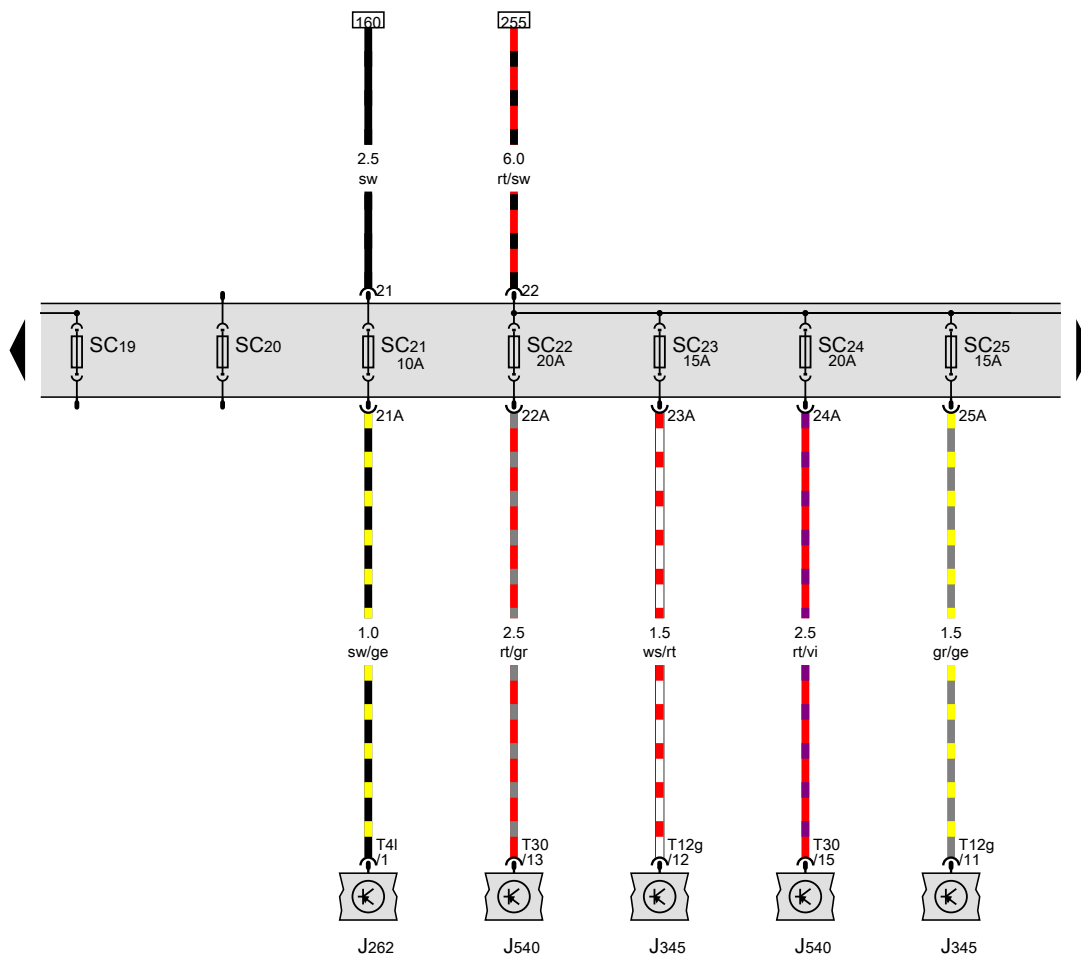 160
255
2.5
sw
6.0
rt/sw
21
22
SC19
SC20
SC21
10A
SC22
20A
SC23
15A
SC24
20A
SC25
15A
21A
22A
23A
24A
25A
1.0
sw/ge
2.5
rt/gr
1.5
ws/rt
2.5
rt/vi
1.5
gr/ge
T4l
/1
T30
/13
T12g
/12
T30
/15
T12g
/11
J262
J540
J345
J540
J345